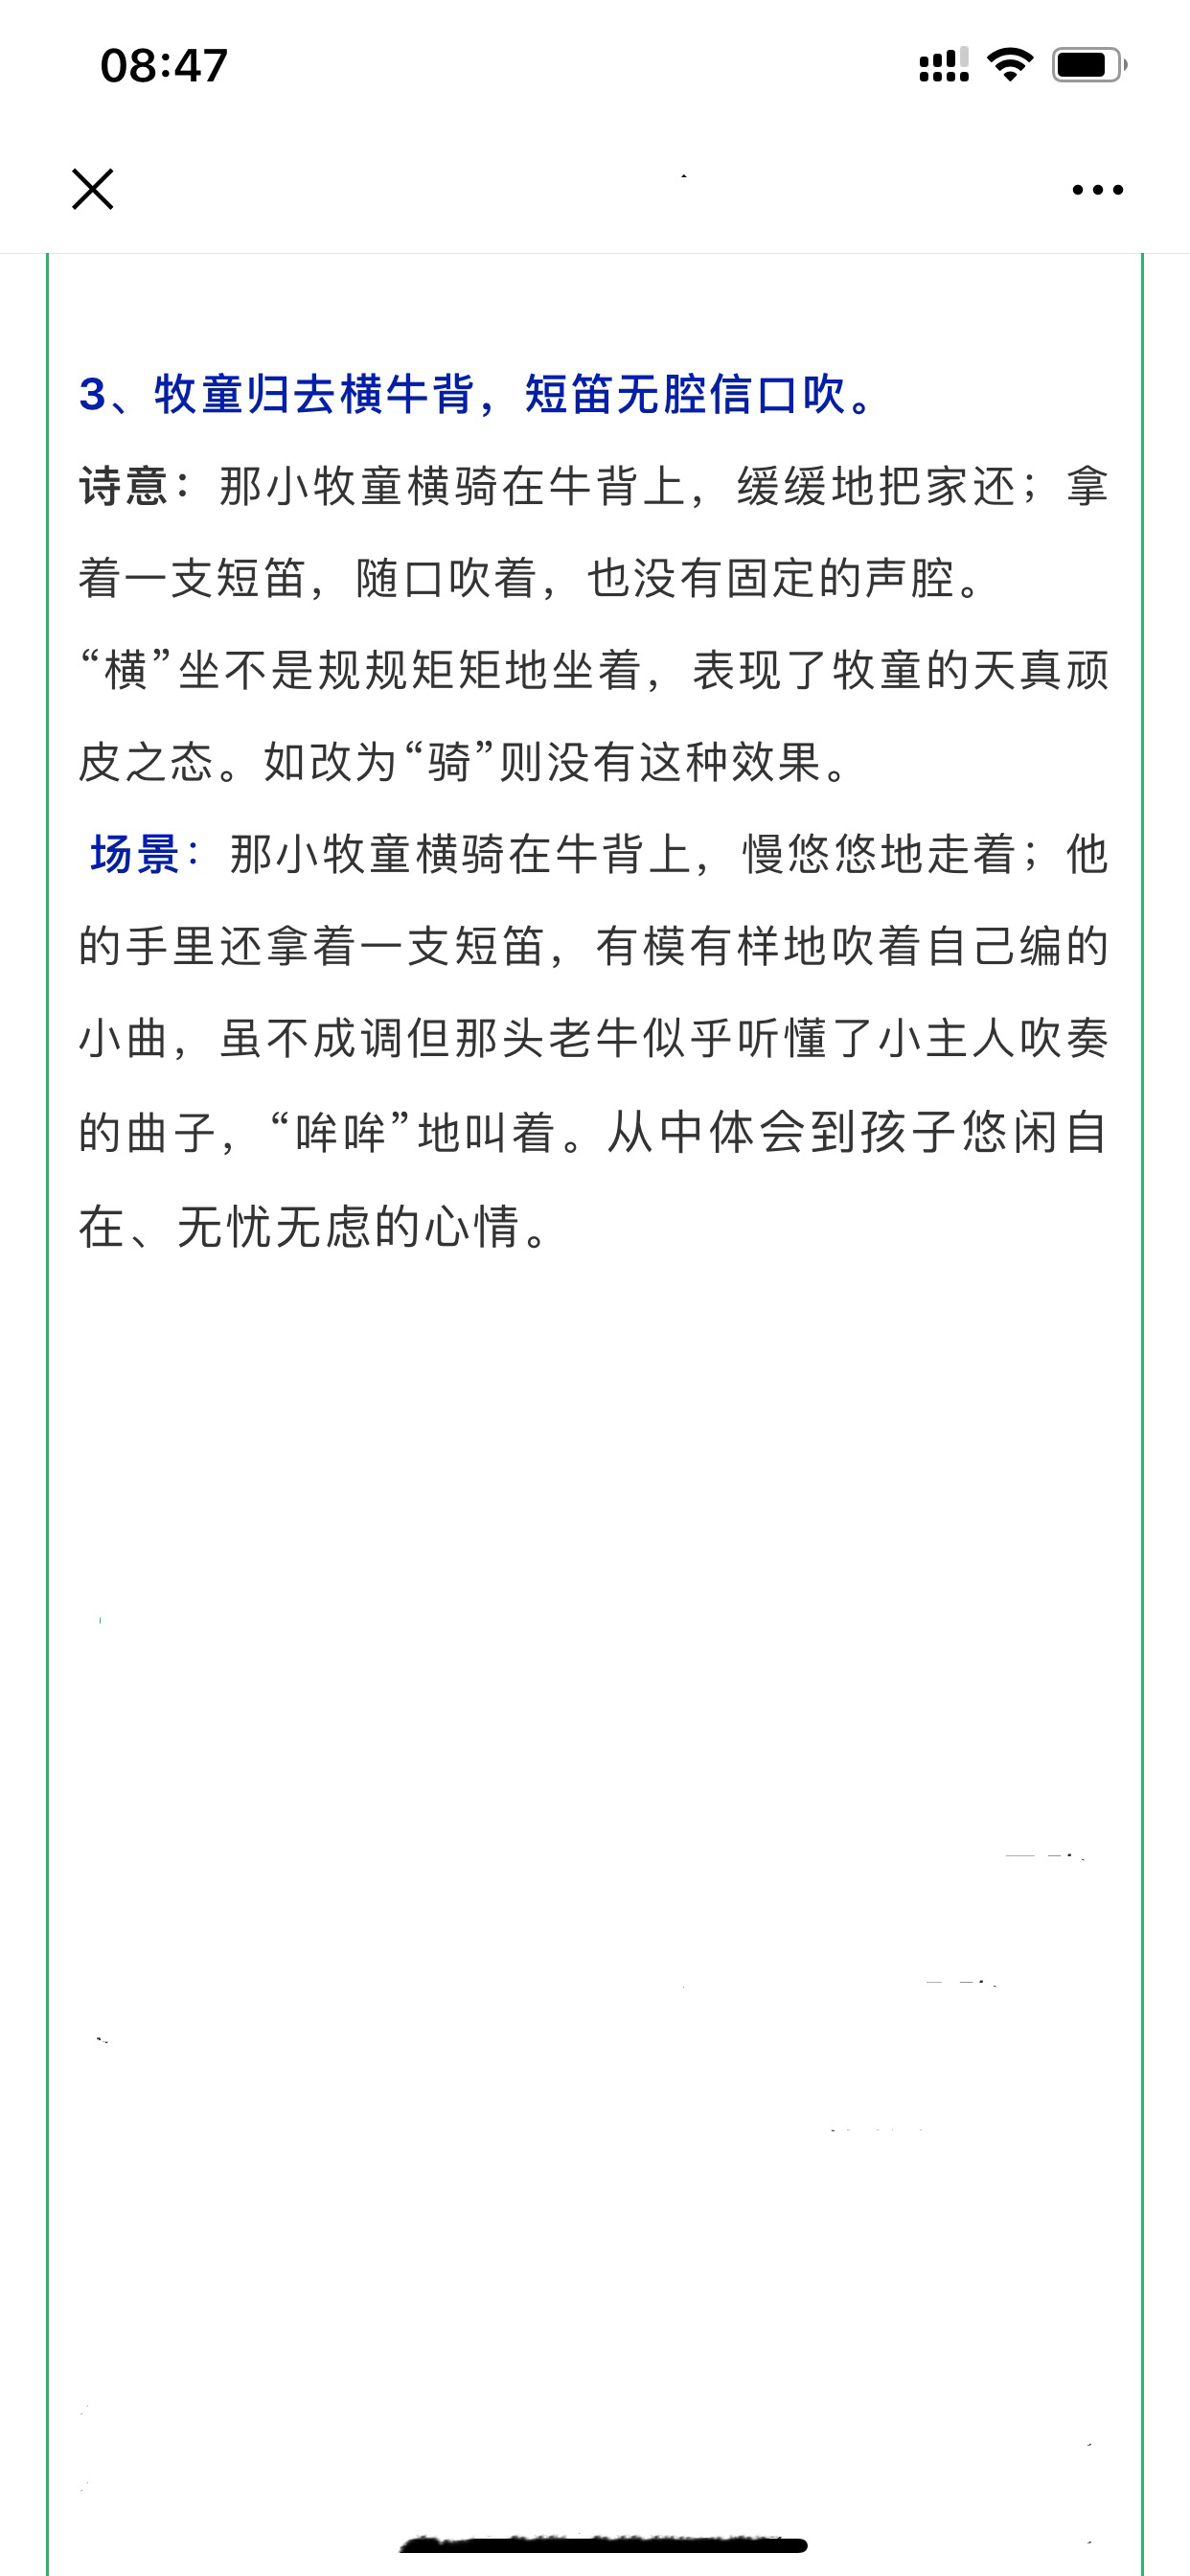 08:47
3、牧童归去横牛背，短笛无腔信口吹。
诗意：那小牧童横骑在牛背上，缓缓地把家还；拿
着一支短笛，随口吹着，也没有固定的声腔。
“横”坐不是规规矩矩地坐着，表现了牧童的天真顽
皮之态。如改为“骑”则没有这种效果。
场景：那小牧童横骑在牛背上，慢悠悠地走着；他
的手里还拿着一支短笛，有模有样地吹着自己编的
小曲，虽不成调但那头老牛似乎听懂了小主人吹奏
的曲子，“哞哞”地叫着。从中体会到孩子悠闲自
在、无忧无虑的心情。